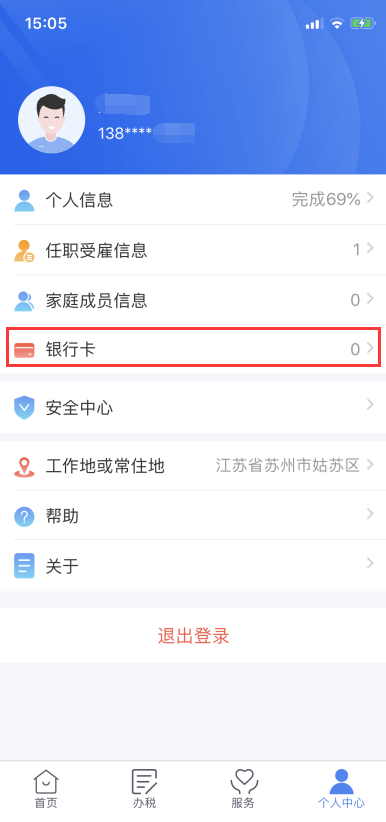 15:05
138****
个人信息 完成69%
任职受雇信息 1
家庭成员信息 0
银行卡 0
安全中心
工作地或常住地 江苏省苏州市姑苏区
帮助
关于
退出登录
首页 办税 服务 个人中心